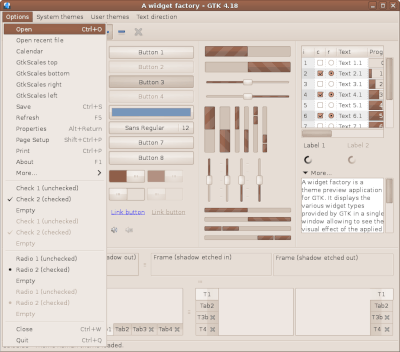 A widget factory – GTK 4.18
Options System themes User themes Text direction
Open Ctrl+O
Open recent file
Calendar
GtkScales top
GtkScales bottom
GtkScales right
GtkScales left
Save Ctrl+S
Refresh F5
Properties Alt+Return
Page Setup Shift+Ctrl+P
Print Ctrl+P
About F1
More...
Check 1 (unchecked)
Check 2 (checked)
Empty
Check 1 (unchecked)
Check 2 (checked)
Empty
Radio 1 (unchecked)
Radio 2 (checked)
Empty
Radio 1 (unchecked)
Radio 2 (checked)
Empty
Close Ctrl+W
Quit Ctrl+Q
Button 1
Button 2
Button 3
Button 4
Sans Regular 12
Button 7
Button 8
Link button Link button
i c r Text Prog
1 Text 1.1
2 Text 2.1
3 Text 3.1
4 Text 4.1
5 Text 5.1
6 Text 6.1
7 Text 7.1
Label 1 Label 2
More...
A widget factory is a
theme preview application
for GTK. It displays the
various widget types
provided by GTK in a single
window allowing to see the
visual effect of the applied
out) Frame (shadow etched in) Frame (shadow etched out)
T1 T1
Tab2 Tab2
T3b T3b
Tab2 Tab3 T4 T4 T4